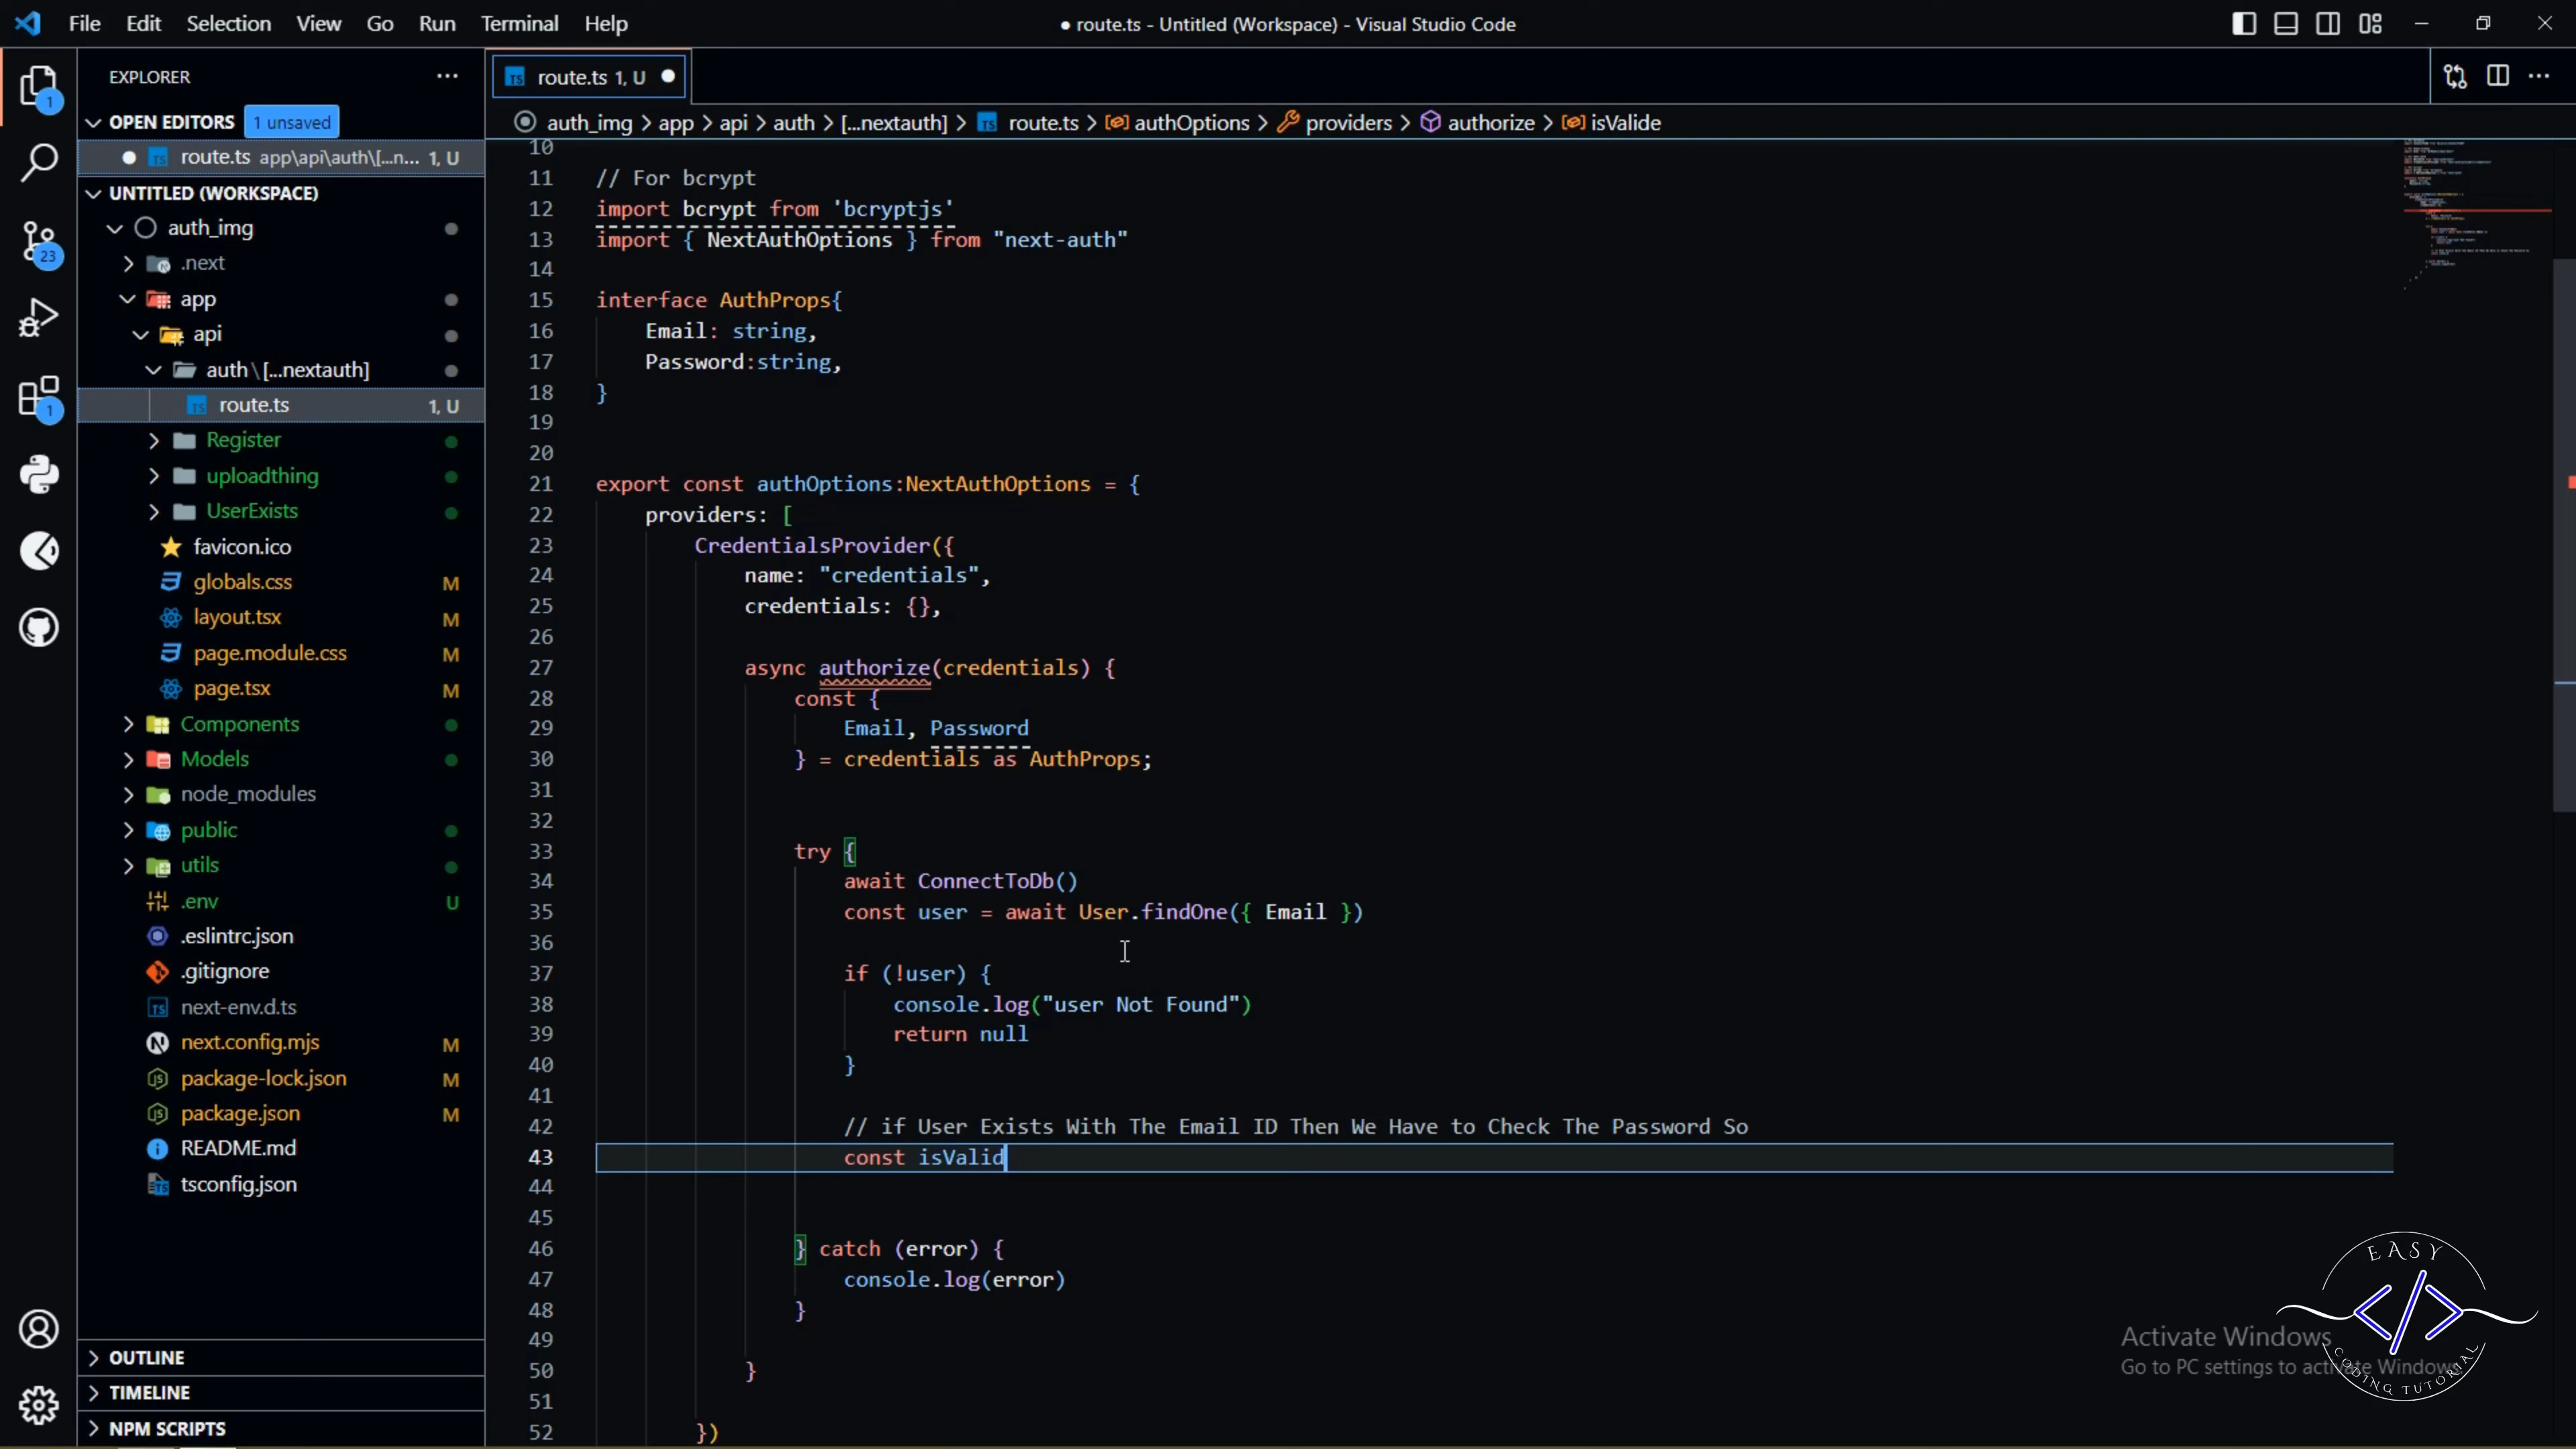 File Edit Selection View Go Run Terminal Help
● route.ts - Untitled (Workspace) - Visual Studio Code
EXPLORER
OPEN EDITORS 1 unsaved
route.ts app\api\auth\[...n... 1, U
UNTITLED (WORKSPACE)
auth_img
.next
app
api
auth\[...nextauth]
route.ts 1, U
Register
uploadthing
UserExists
favicon.ico
globals.css M
layout.tsx M
page.module.css M
page.tsx M
Components
Models
node_modules
public
utils
.env U
.eslintrc.json
.gitignore
next-env.d.ts
next.config.mjs M
package-lock.json M
package.json M
README.md
tsconfig.json
OUTLINE
TIMELINE
NPM SCRIPTS
1
23
1
route.ts 1, U
auth_img > app > api > auth > [...nextauth] > route.ts > authOptions > providers > authorize > isValide
10
11 // For bcrypt
12 import bcrypt from 'bcryptjs'
13 import { NextAuthOptions } from "next-auth"
14
15 interface AuthProps{
16 Email: string,
17 Password:string,
18 }
19
20
21 export const authOptions:NextAuthOptions = {
22 providers: [
23 CredentialsProvider({
24 name: "credentials",
25 credentials: {},
26
27 async authorize(credentials) {
28 const {
29 Email, Password
30 } = credentials as AuthProps;
31
32
33 try {
34 await ConnectToDb()
35 const user = await User.findOne({ Email })
36
37 if (!user) {
38 console.log("user Not Found")
39 return null
40 }
41
42 // if User Exists With The Email ID Then We Have to Check The Password So
43 const isValid
44
45
46 } catch (error) {
47 console.log(error)
48 }
49
50 }
51
52 })
Activate Windows
Go to PC settings to activate Windows.
EASY
</>
CODING TUTORIAL